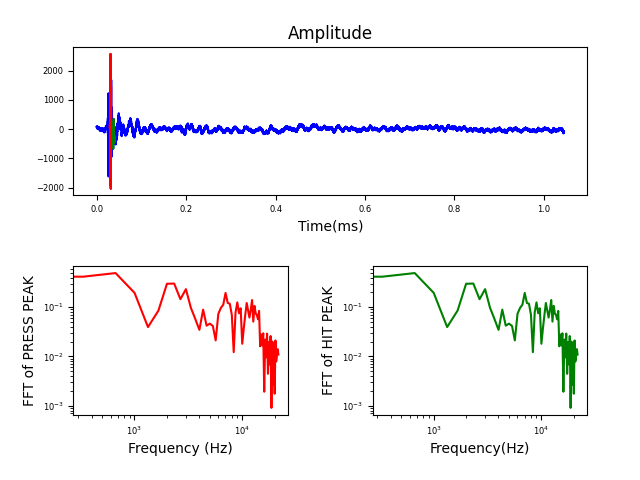 Amplitude
2000
1000
0
−1000
−2000
0.0 0.2 0.4 0.6 0.8 1.0
Time(ms)
FFT of PRESS PEAK
10⁻¹
10⁻²
10⁻³
10³ 10⁴
Frequency (Hz)
FFT of HIT PEAK
10⁻¹
10⁻²
10⁻³
10³ 10⁴
Frequency(Hz)